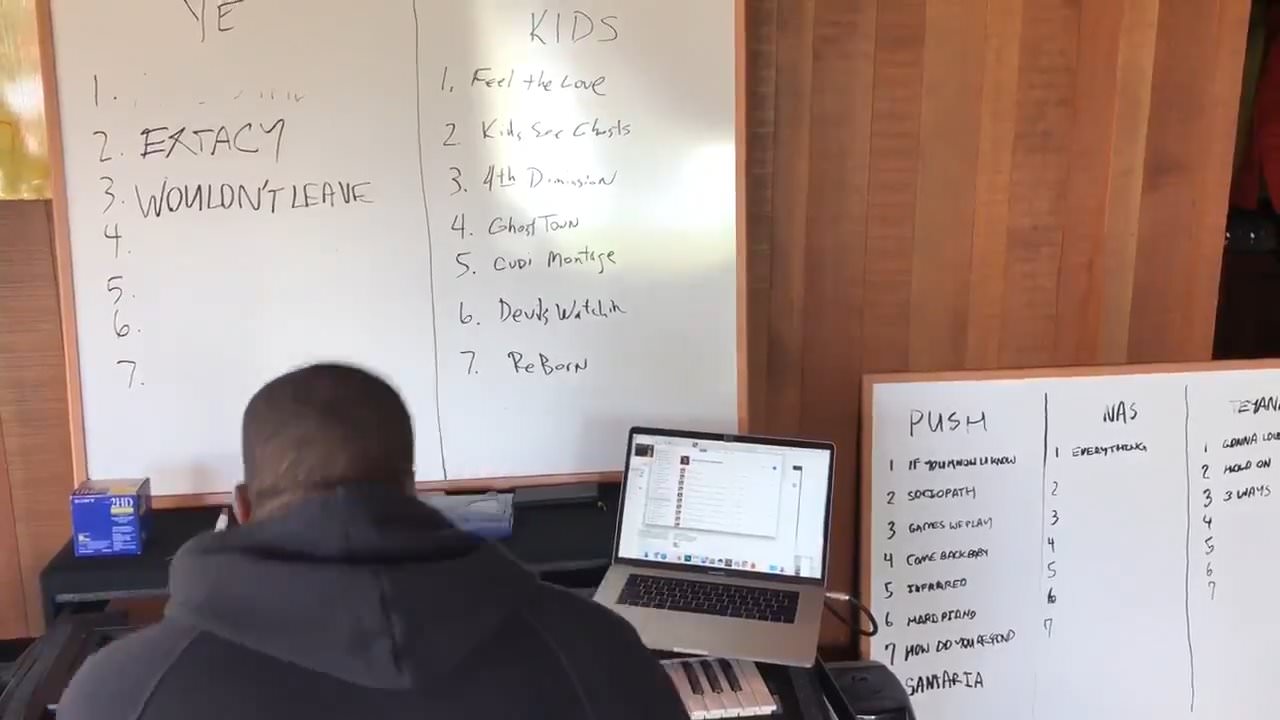 YE
1.
2. EXTACY
3. WOULDN'T LEAVE
4.
5.
6.
7.
KIDS
1. Feel the Love
2. Kids See Ghosts
3. 4th Dimension
4. Ghost Town
5. CUDI Montage
6. Devils Watchin
7. ReBorn
SONY
2HD
PUSH
1 IF YOU KNOW U KNOW
2 SOCIOPATH
3 GAMES WE PLAY
4 COME BACK BABY
5 INFRARED
6 HARD PIANO
7 HOW DO YOU RESPOND
SANTARIA
NAS
1 EVERYTHING
2
3
4
5
6
7
TEYANA
1 GONNA LOV
2 HOLD ON
3 3 WAYS
4
5
6
7